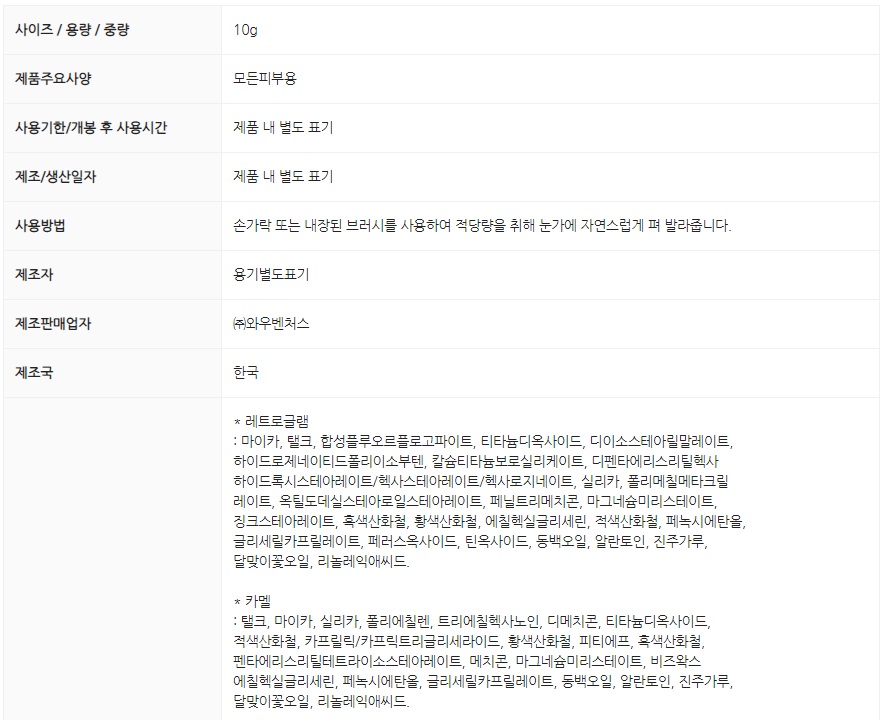 사이즈 / 용량 / 중량
10g
제품주요사양
모든피부용
사용기한/개봉 후 사용시간
제품 내 별도 표기
제조/생산일자
제품 내 별도 표기
사용방법
손가락 또는 내장된 브러시를 사용하여 적당량을 취해 눈가에 자연스럽게 펴 발라줍니다.
제조자
용기별도표기
제조판매업자
㈜와우벤처스
제조국
한국
* 레트로글램
: 마이카, 탤크, 합성플루오르플로고파이트, 티타늄디옥사이드, 디이소스테아릴말레이트,
하이드로제네이티드폴리이소부텐, 칼슘티타늄보로실리케이트, 디펜타에리스리틸헥사
하이드록시스테아레이트/헥사스테아레이트/헥사로지네이트, 실리카, 폴리메칠메타크릴
레이트, 옥틸도데실스테아로일스테아레이트, 페닐트리메치콘, 마그네슘미리스테이트,
징크스테아레이트, 흑색산화철, 황색산화철, 에칠헥실글리세린, 적색산화철, 페녹시에탄올,
글리세릴카프릴레이트, 페러스옥사이드, 틴옥사이드, 동백오일, 알란토인, 진주가루,
달맞이꽃오일, 리놀레익애씨드.
* 카멜
: 탤크, 마이카, 실리카, 폴리에칠렌, 트리에칠헥사노인, 디메치콘, 티타늄디옥사이드,
적색산화철, 카프릴릭/카프릭트리글리세라이드, 황색산화철, 피티에프, 흑색산화철,
펜타에리스리틸테트라이소스테아레이트, 메치콘, 마그네슘미리스테이트, 비즈왁스
에칠헥실글리세린, 페녹시에탄올, 글리세릴카프릴레이트, 동백오일, 알란토인, 진주가루,
달맞이꽃오일, 리놀레익애씨드.